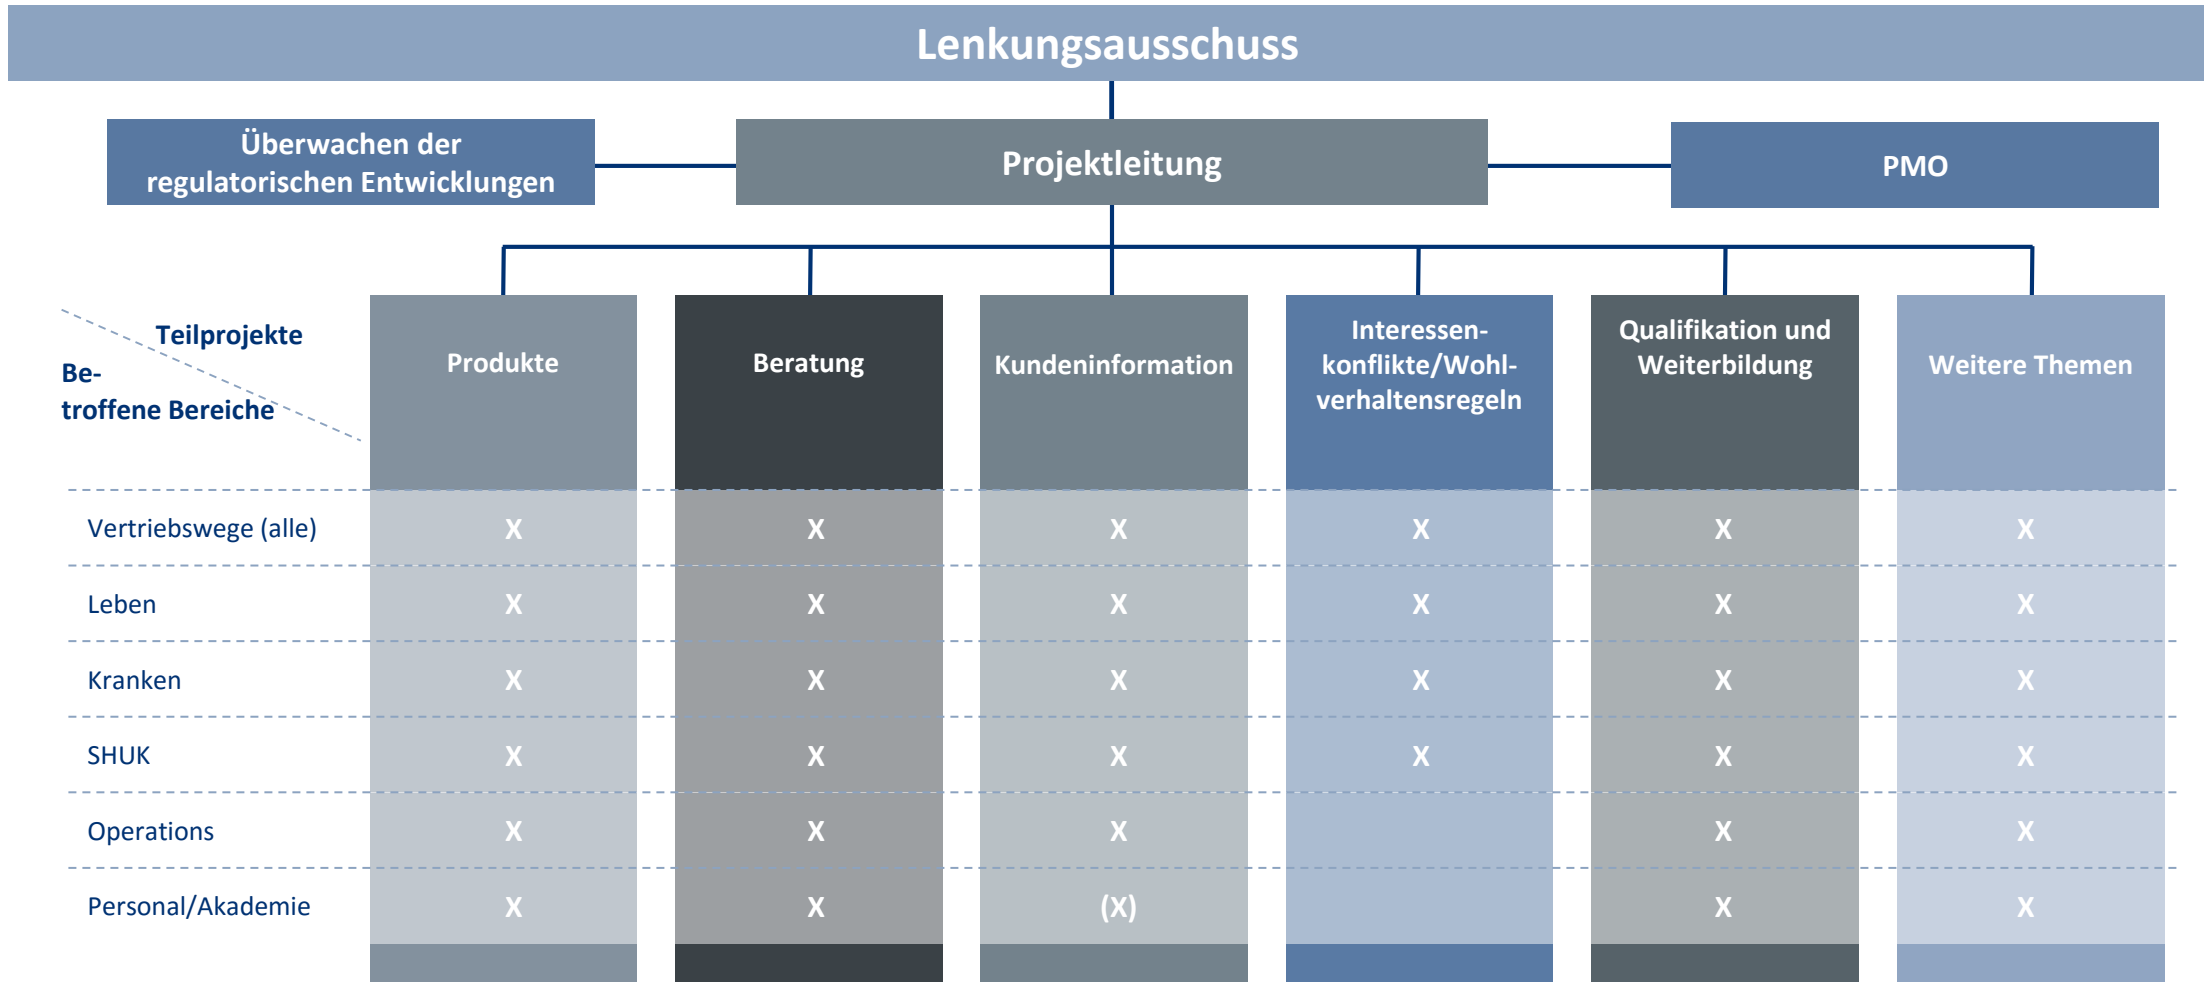 Lenkungsausschuss
Überwachen der
regulatorischen Entwicklungen
Projektleitung
PMO
Teilprojekte
Be-
troffene Bereiche
Produkte
Beratung
Kundeninformation
Interessen-
konflikte/Wohl-
verhaltensregeln
Qualifikation und
Weiterbildung
Weitere Themen
Vertriebswege (alle) X X X X X X
Leben X X X X X X
Kranken X X X X X X
SHUK X X X X X X
Operations X X X X X
Personal/Akademie X X (X) X X